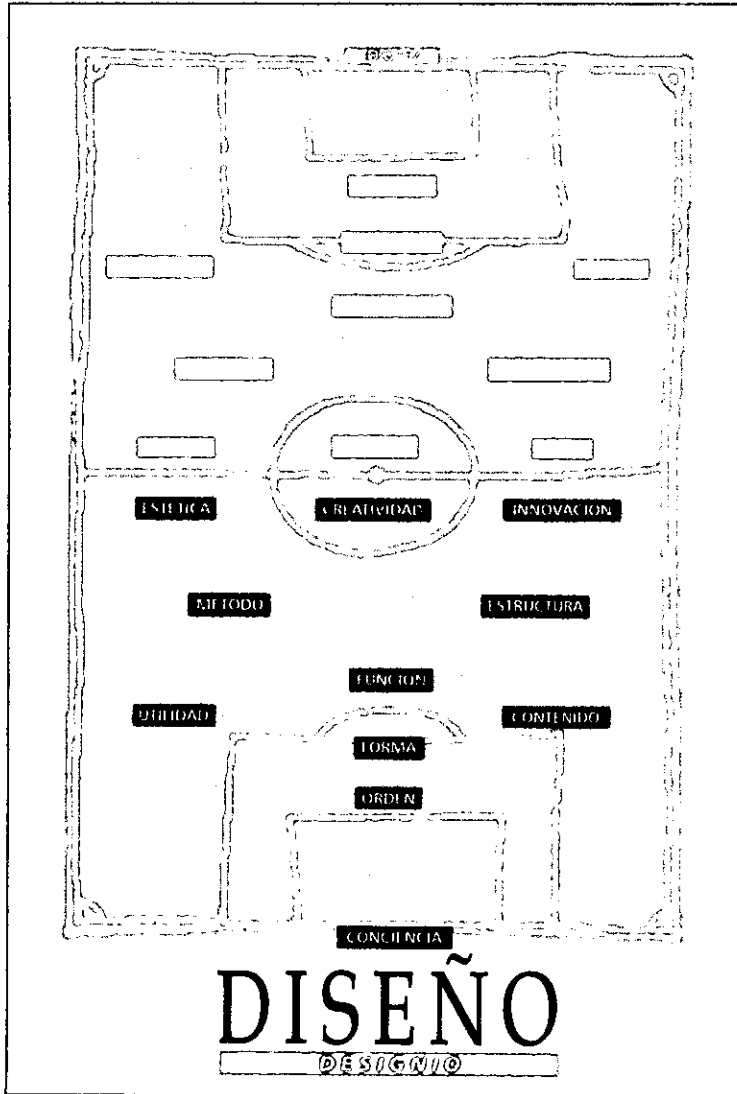 ESTETICA CREATIVIDAD INNOVACION
METODO ESTRUCTURA
FUNCION
UTILIDAD CONTENIDO
FORMA
ORDEN
CONCIENCIA
DISEÑO
DESIGNIO